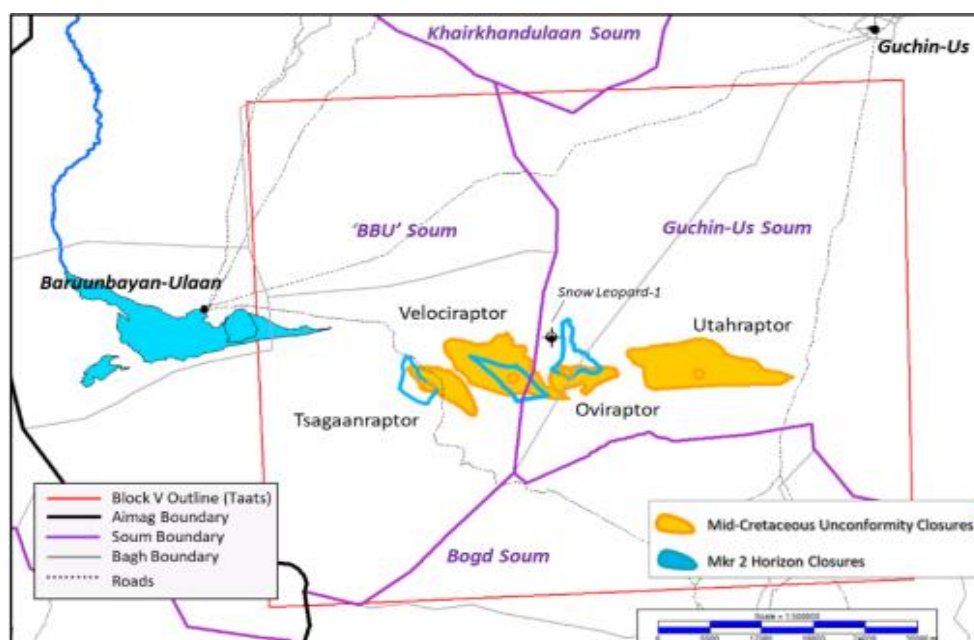 Khairkhandulaan Soum
Guchin-Us
'BBU' Soum
Guchin-Us Soum
Baruunbayan-Ulaan
Snow Leopard-1
Velociraptor
Utahraptor
Tsagaanraptor
Oviraptor
Block V Outline (Taats)
Aimag Boundary
Soum Boundary
Bagh Boundary
Roads
Bogd Soum
Mid-Cretaceous Unconformity Closures
Mkr 2 Horizon Closures